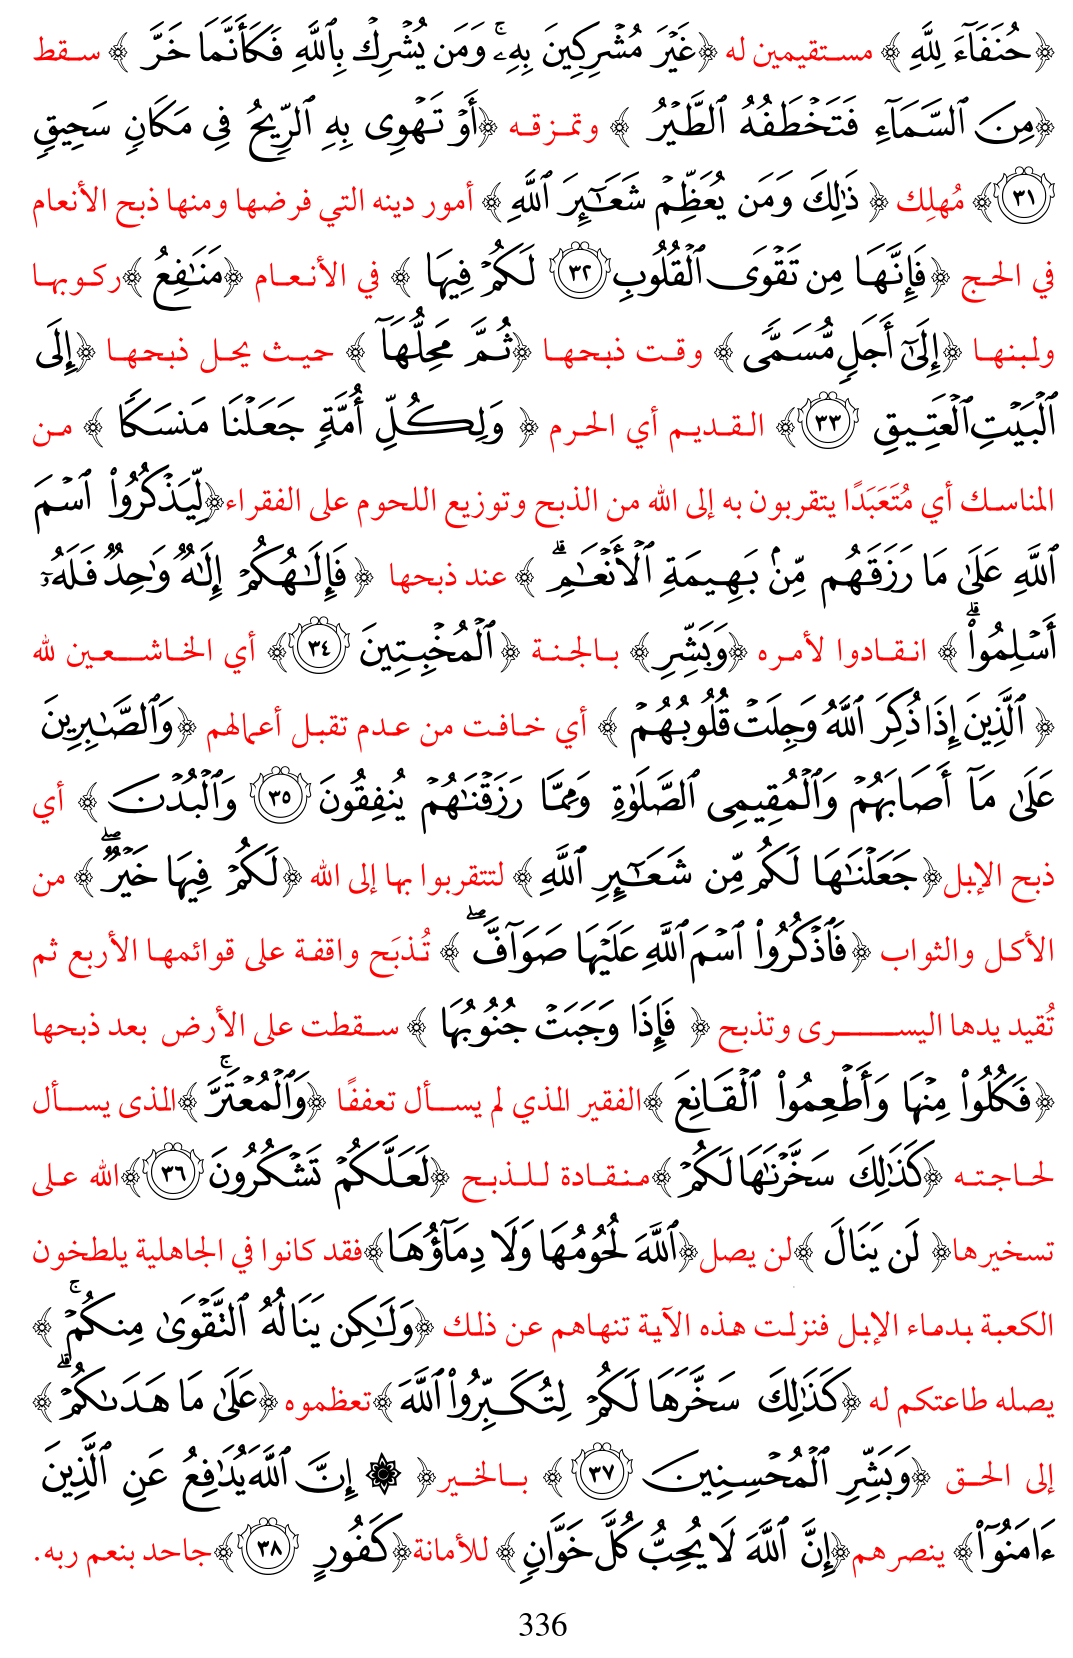 ﴿حُنَفَآءَ لِلَّهِ﴾ مستقيمين له ﴿غَيْرَ مُشْرِكِينَ بِهِۦۚ وَمَن يُشْرِكْ بِٱللَّهِ فَكَأَنَّمَا خَرَّ﴾ سقط
﴿مِنَ ٱلسَّمَآءِ فَتَخْطَفُهُ ٱلطَّيْرُ﴾ وتمزقه ﴿أَوْ تَهْوِى بِهِ ٱلرِّيحُ فِى مَكَانٍ سَحِيقٍ
٣١﴾ مُهلِك ﴿ذَٰلِكَ وَمَن يُعَظِّمْ شَعَـٰٓئِرَ ٱللَّهِ﴾ أمور دينه التي فرضها ومنها ذبح الأنعام
في الحج ﴿فَإِنَّهَا مِن تَقْوَى ٱلْقُلُوبِ ٣٢ لَكُمْ فِيهَا﴾ في الأنعام ﴿مَنَـٰفِعُ﴾ ركوبها
ولبنها ﴿إِلَىٰٓ أَجَلٍ مُّسَمًّى﴾ وقت ذبحها ﴿ثُمَّ مَحِلُّهَآ﴾ حيث يحل ذبحها ﴿إِلَى
ٱلْبَيْتِ ٱلْعَتِيقِ ٣٣﴾ القديم أي الحرم ﴿وَلِكُلِّ أُمَّةٍ جَعَلْنَا مَنسَكًا﴾ من
المناسك أي مُتَعَبَدًا يتقربون به إلى الله من الذبح وتوزيع اللحوم على الفقراء ﴿لِّيَذْكُرُوا۟ ٱسْمَ
ٱللَّهِ عَلَىٰ مَا رَزَقَهُم مِّنۢ بَهِيمَةِ ٱلْأَنْعَـٰمِۗ﴾ عند ذبحها ﴿فَإِلَـٰهُكُمْ إِلَـٰهٌ وَٰحِدٌ فَلَهُۥٓ
أَسْلِمُوا۟ۗ﴾ انقادوا لأمره ﴿وَبَشِّرِ﴾ بالجنة ﴿ٱلْمُخْبِتِينَ ٣٤﴾ أي الخاشعين لله
﴿ٱلَّذِينَ إِذَا ذُكِرَ ٱللَّهُ وَجِلَتْ قُلُوبُهُمْ﴾ أي خافت من عدم تقبل أعمالهم ﴿وَٱلصَّـٰبِرِينَ
عَلَىٰ مَآ أَصَابَهُمْ وَٱلْمُقِيمِى ٱلصَّلَوٰةِ وَمِمَّا رَزَقْنَـٰهُمْ يُنفِقُونَ ٣٥ وَٱلْبُدْنَ﴾ أي
ذبح الإبل ﴿جَعَلْنَـٰهَا لَكُم مِّن شَعَـٰٓئِرِ ٱللَّهِ﴾ لتتقربوا بها إلى الله ﴿لَكُمْ فِيهَا خَيْرٌۖ﴾ من
الأكل والثواب ﴿فَٱذْكُرُوا۟ ٱسْمَ ٱللَّهِ عَلَيْهَا صَوَآفَّۖ﴾ تُذبَح واقفة على قوائمها الأربع ثم
تُقيد يدها اليسرى وتذبح ﴿فَإِذَا وَجَبَتْ جُنُوبُهَا﴾ سقطت على الأرض بعد ذبحها
﴿فَكُلُوا۟ مِنْهَا وَأَطْعِمُوا۟ ٱلْقَانِعَ﴾ الفقير الذي لم يسأل تعففًا ﴿وَٱلْمُعْتَرَّۚ﴾ الذى يسأل
لحاجته ﴿كَذَٰلِكَ سَخَّرْنَـٰهَا لَكُمْ﴾ منقادة للذبح ﴿لَعَلَّكُمْ تَشْكُرُونَ ٣٦﴾ الله على
تسخيرها ﴿لَن يَنَالَ﴾ لن يصل ﴿ٱللَّهَ لُحُومُهَا وَلَا دِمَآؤُهَا﴾ فقد كانوا في الجاهلية يلطخون
الكعبة بدماء الإبل فنزلت هذه الآية تنهاهم عن ذلك ﴿وَلَـٰكِن يَنَالُهُ ٱلتَّقْوَىٰ مِنكُمْۚ﴾
يصله طاعتكم له ﴿كَذَٰلِكَ سَخَّرَهَا لَكُمْ لِتُكَبِّرُوا۟ ٱللَّهَ﴾ تعظموه ﴿عَلَىٰ مَا هَدَىٰكُمْۗ﴾
إلى الحق ﴿وَبَشِّرِ ٱلْمُحْسِنِينَ ٣٧﴾ بالخير ﴿۞ إِنَّ ٱللَّهَ يُدَٰفِعُ عَنِ ٱلَّذِينَ
ءَامَنُوٓا۟﴾ ينصرهم ﴿إِنَّ ٱللَّهَ لَا يُحِبُّ كُلَّ خَوَّانٍ﴾ للأمانة ﴿كَفُورٍ ٣٨﴾ جاحد بنعم ربه.
336